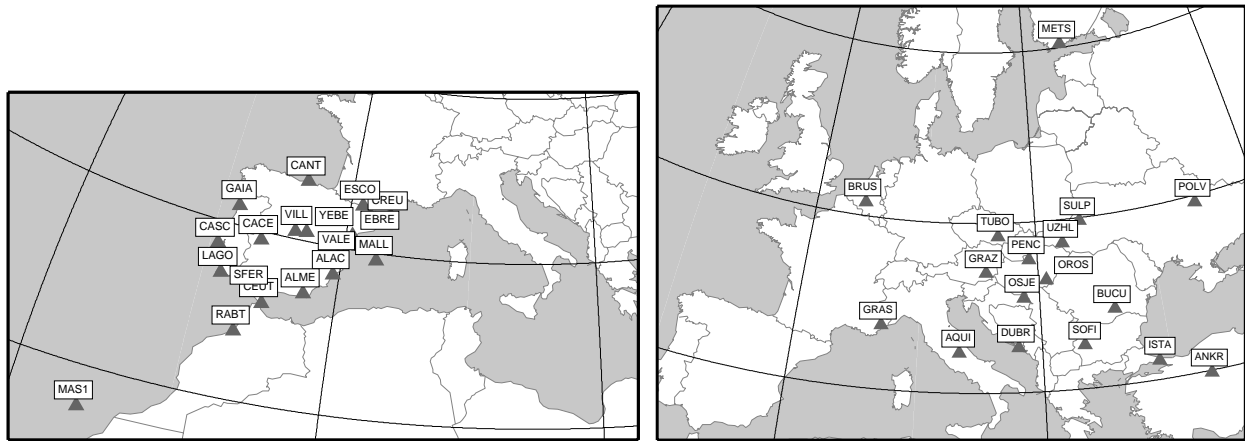 CANT
GAIA
ESCO
CREU
VILL
YEBE
EBRE
CASC
CACE
VALE
MALL
LAGO
SFER
ALME
ALAC
CEUT
RABT
MAS1
METS
BRUS
POLV
SULP
TUBO
UZHL
PENC
GRAZ
OROS
OSJE
BUCU
GRAS
AQUI
DUBR
SOFI
ISTA
ANKR